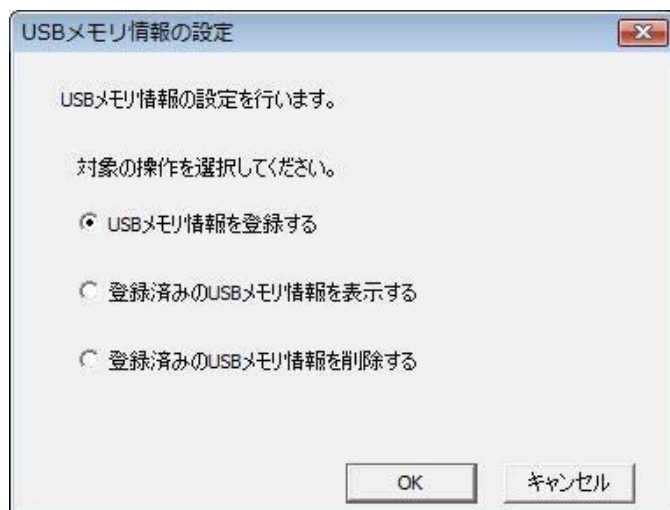 USBメモリ情報の設定
USBメモリ情報の設定を行います。
対象の操作を選択してください。
USBメモリ情報を登録する
登録済みのUSBメモリ情報を表示する
登録済みのUSBメモリ情報を削除する
OK キャンセル